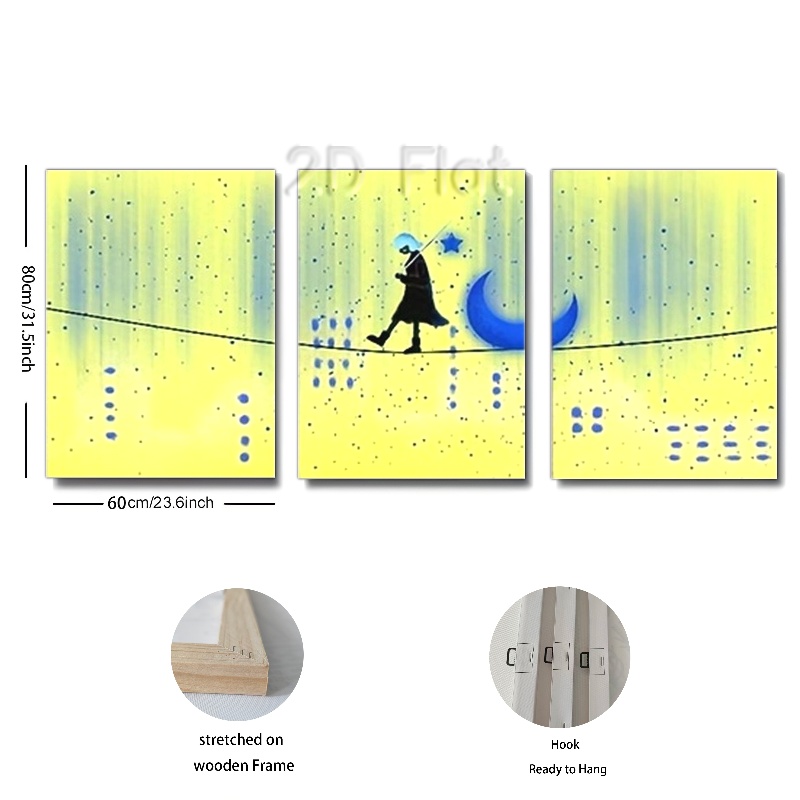 2D Flat
80cm/31.5inch
60cm/23.6inch
stretched on
wooden Frame
Hook
Ready to Hang